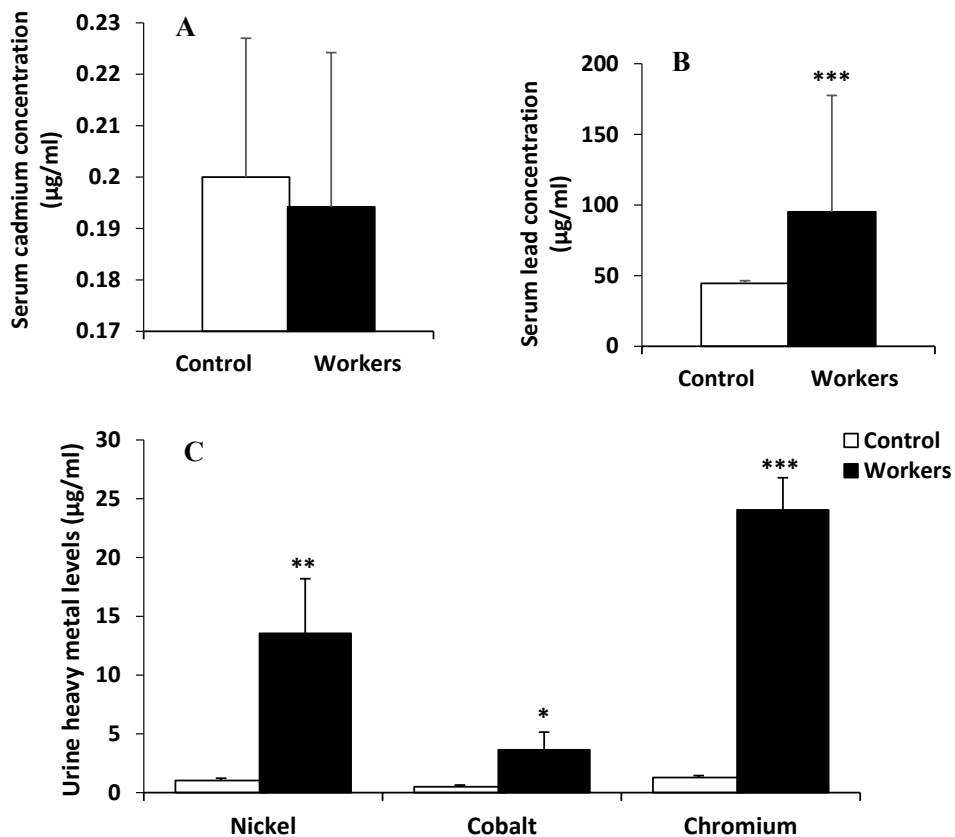 A
Serum cadmium concentration
(µg/ml)
0.23
0.22
0.21
0.2
0.19
0.18
0.17
Control
Workers
B
Serum lead concentration
(µg/ml)
200
150
100
50
0
***
Control
Workers
C
Urine heavy metal levels (µg/ml)
30
25
20
15
10
5
0
**
*
***
Nickel
Cobalt
Chromium
Control
Workers